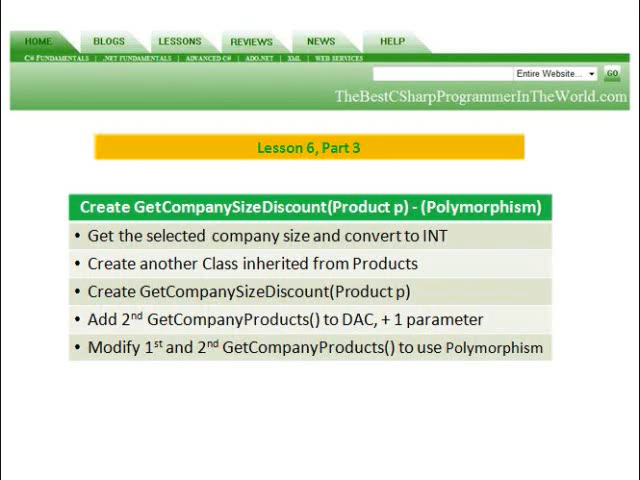 HOME BLOGS LESSONS REVIEWS NEWS HELP
C# FUNDAMENTALS | .NET FUNDAMENTALS | ADVANCED C# | ADO.NET | XML | WEB SERVICES
Entire Website... GO
TheBestCSharpProgrammerInTheWorld.com
Lesson 6, Part 3
Create GetCompanySizeDiscount(Product p) - (Polymorphism)
• Get the selected company size and convert to INT
• Create another Class inherited from Products
• Create GetCompanySizeDiscount(Product p)
• Add 2nd GetCompanyProducts() to DAC, + 1 parameter
• Modify 1st and 2nd GetCompanyProducts() to use Polymorphism